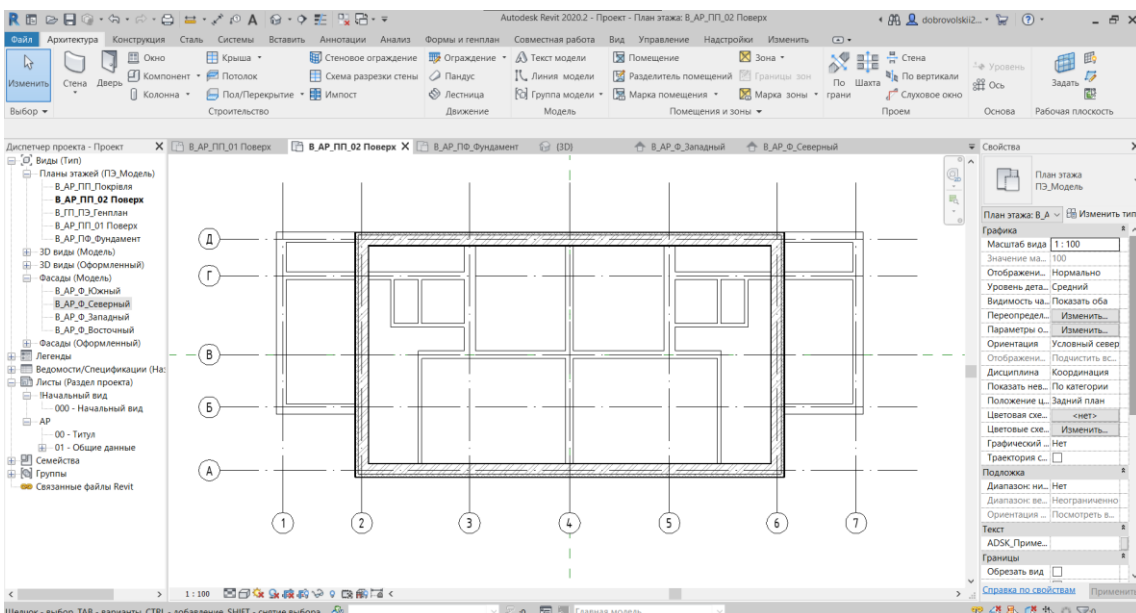 Autodesk Revit 2020.2 - Проект - План этажа: В_АР_ПП_02 Поверх
dobrovolskii2...
Файл Архитектура Конструкция Сталь Системы Вставить Аннотации Анализ Формы и генплан Совместная работа Вид Управление Надстройки Изменить
Окно Крыша Стеновое ограждение Ограждение Текст модели Помещение Зона Стена Уровень
Изменить Стена Дверь Компонент Потолок Схема разрезки стены Пандус Линия модели Разделитель помещений Границы зон По грани Шахта По вертикали Ось Задать
Колонна Пол/Перекрытие Импост Лестница Группа модели Марка помещения Марка зоны Слуховое окно
Выбор Строительство Движение Модель Помещения и зоны Проем Основа Рабочая плоскость
Диспетчер проекта - Проект
В_АР_ПП_01 Поверх В_АР_ПП_02 Поверх В_АР_ПФ_Фундамент {3D} В_АР_Ф_Западный В_АР_Ф_Северный
Виды (Тип)
Планы этажей (ПЭ_Модель)
В_АР_ПП_Покрівля
В_АР_ПП_02 Поверх
В_ГП_ПЭ_Генплан
В_АР_ПП_01 Поверх
В_АР_ПФ_Фундамент
3D виды (Модель)
3D виды (Оформленный)
Фасады (Модель)
В_АР_Ф_Южный
В_АР_Ф_Северный
В_АР_Ф_Западный
В_АР_Ф_Восточный
Фасады (Оформленный)
Легенды
Ведомости/Спецификации (На:
Листы (Раздел проекта)
!Начальный вид
000 - Начальный вид
АР
00 - Титул
01 - Общие данные
Семейства
Группы
Связанные файлы Revit
Д
Г
В
Б
А
1 2 3 4 5 6 7
Свойства
План этажа
ПЭ_Модель
План этажа: В_А Изменить тип
Графика
Масштаб вида 1 : 100
Значение ма... 100
Отображени... Нормально
Уровень дета... Средний
Видимость ча... Показать оба
Переопредел... Изменить...
Параметры о... Изменить...
Ориентация Условный север
Отображени... Подчистить вс...
Дисциплина Координация
Показать нев... По категории
Положение ц... Задний план
Цветовая схе... <нет>
Цветовые схе... Изменить...
Графический ... Нет
Траектория с...
Подложка
Диапазон: ни... Нет
Диапазон: ве... Неограниченно
Ориентация ... Посмотреть в...
Текст
ADSK_Приме...
Границы
Обрезать вид
Справка по свойствам Применить
1 : 100
Щелчок - выбор, TAB - варианты, CTRL - добавление, SHIFT - снятие выбора.
Главная модель